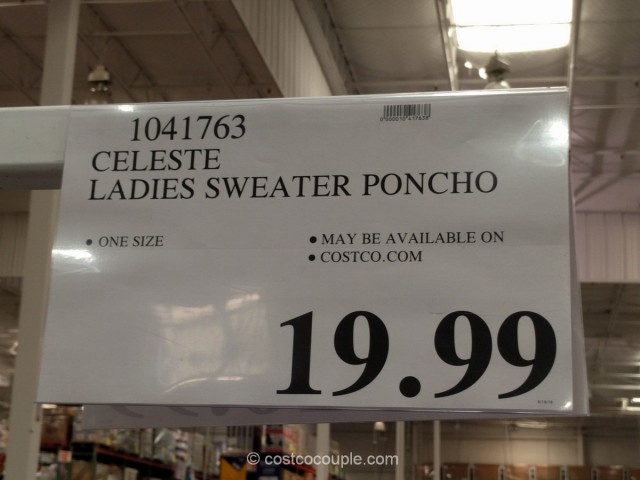 1041763
CELESTE
LADIES SWEATER PONCHO
• ONE SIZE
• MAY BE AVAILABLE ON
• COSTCO.COM
19.99
© costcocouple.com